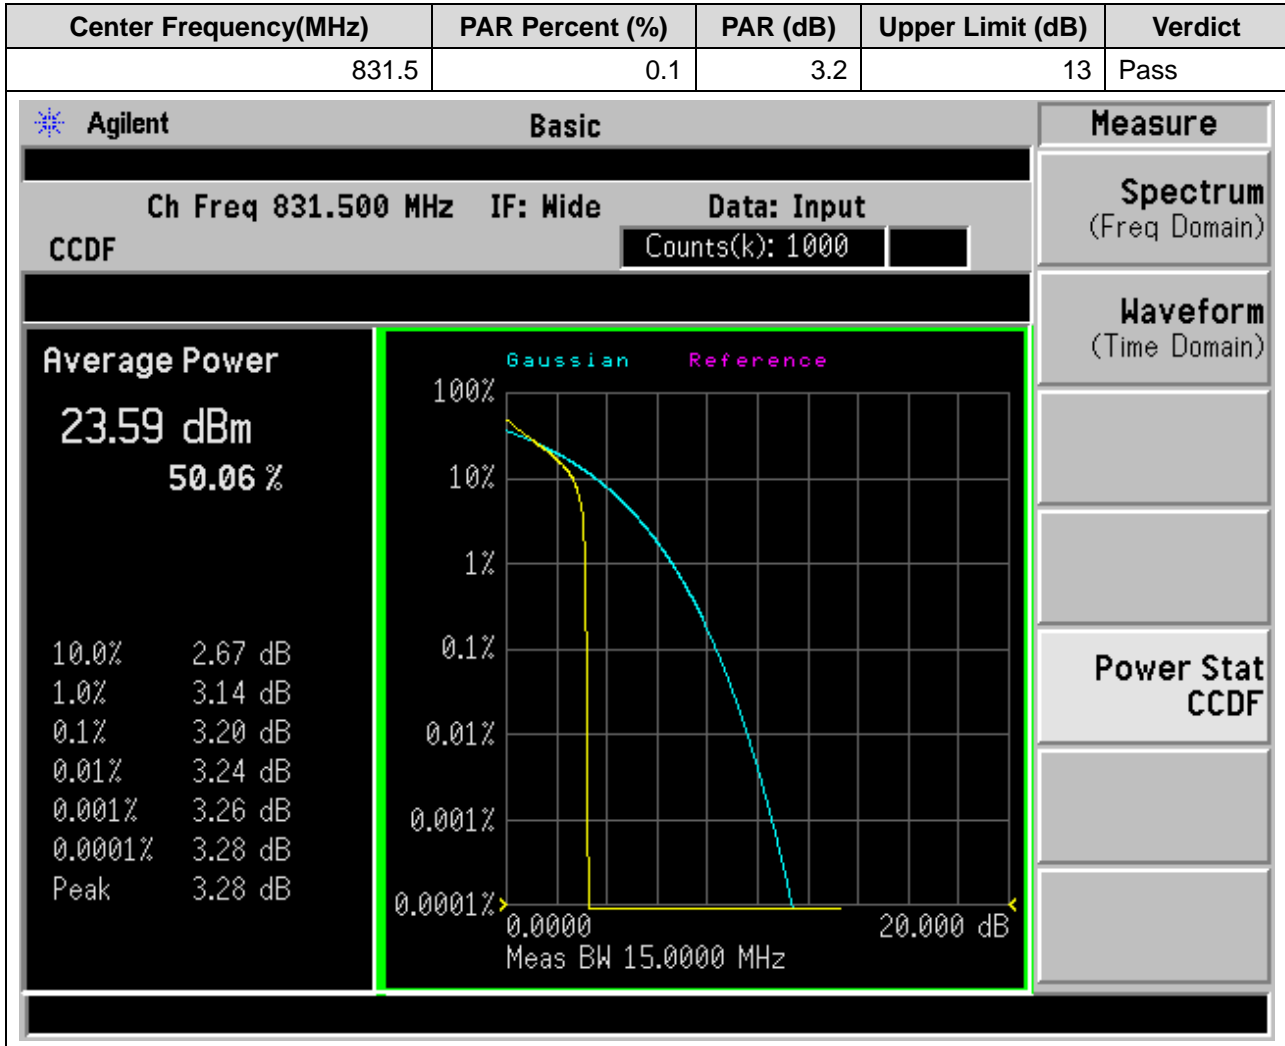 Center Frequency(MHz) PAR Percent (%) PAR (dB) Upper Limit (dB) Verdict
831.5 0.1 3.2 13 Pass
Agilent Basic Measure
Ch Freq 831.500 MHz IF: Wide Data: Input
CCDF Counts(k): 1000
Spectrum
(Freq Domain)
Waveform
(Time Domain)
Power Stat
CCDF
Average Power
23.59 dBm
50.06 %
10.0% 2.67 dB
1.0% 3.14 dB
0.1% 3.20 dB
0.01% 3.24 dB
0.001% 3.26 dB
0.0001% 3.28 dB
Peak 3.28 dB
Gaussian Reference
100%
10%
1%
0.1%
0.01%
0.001%
0.0001%
0.0000 20.000 dB
Meas BW 15.0000 MHz